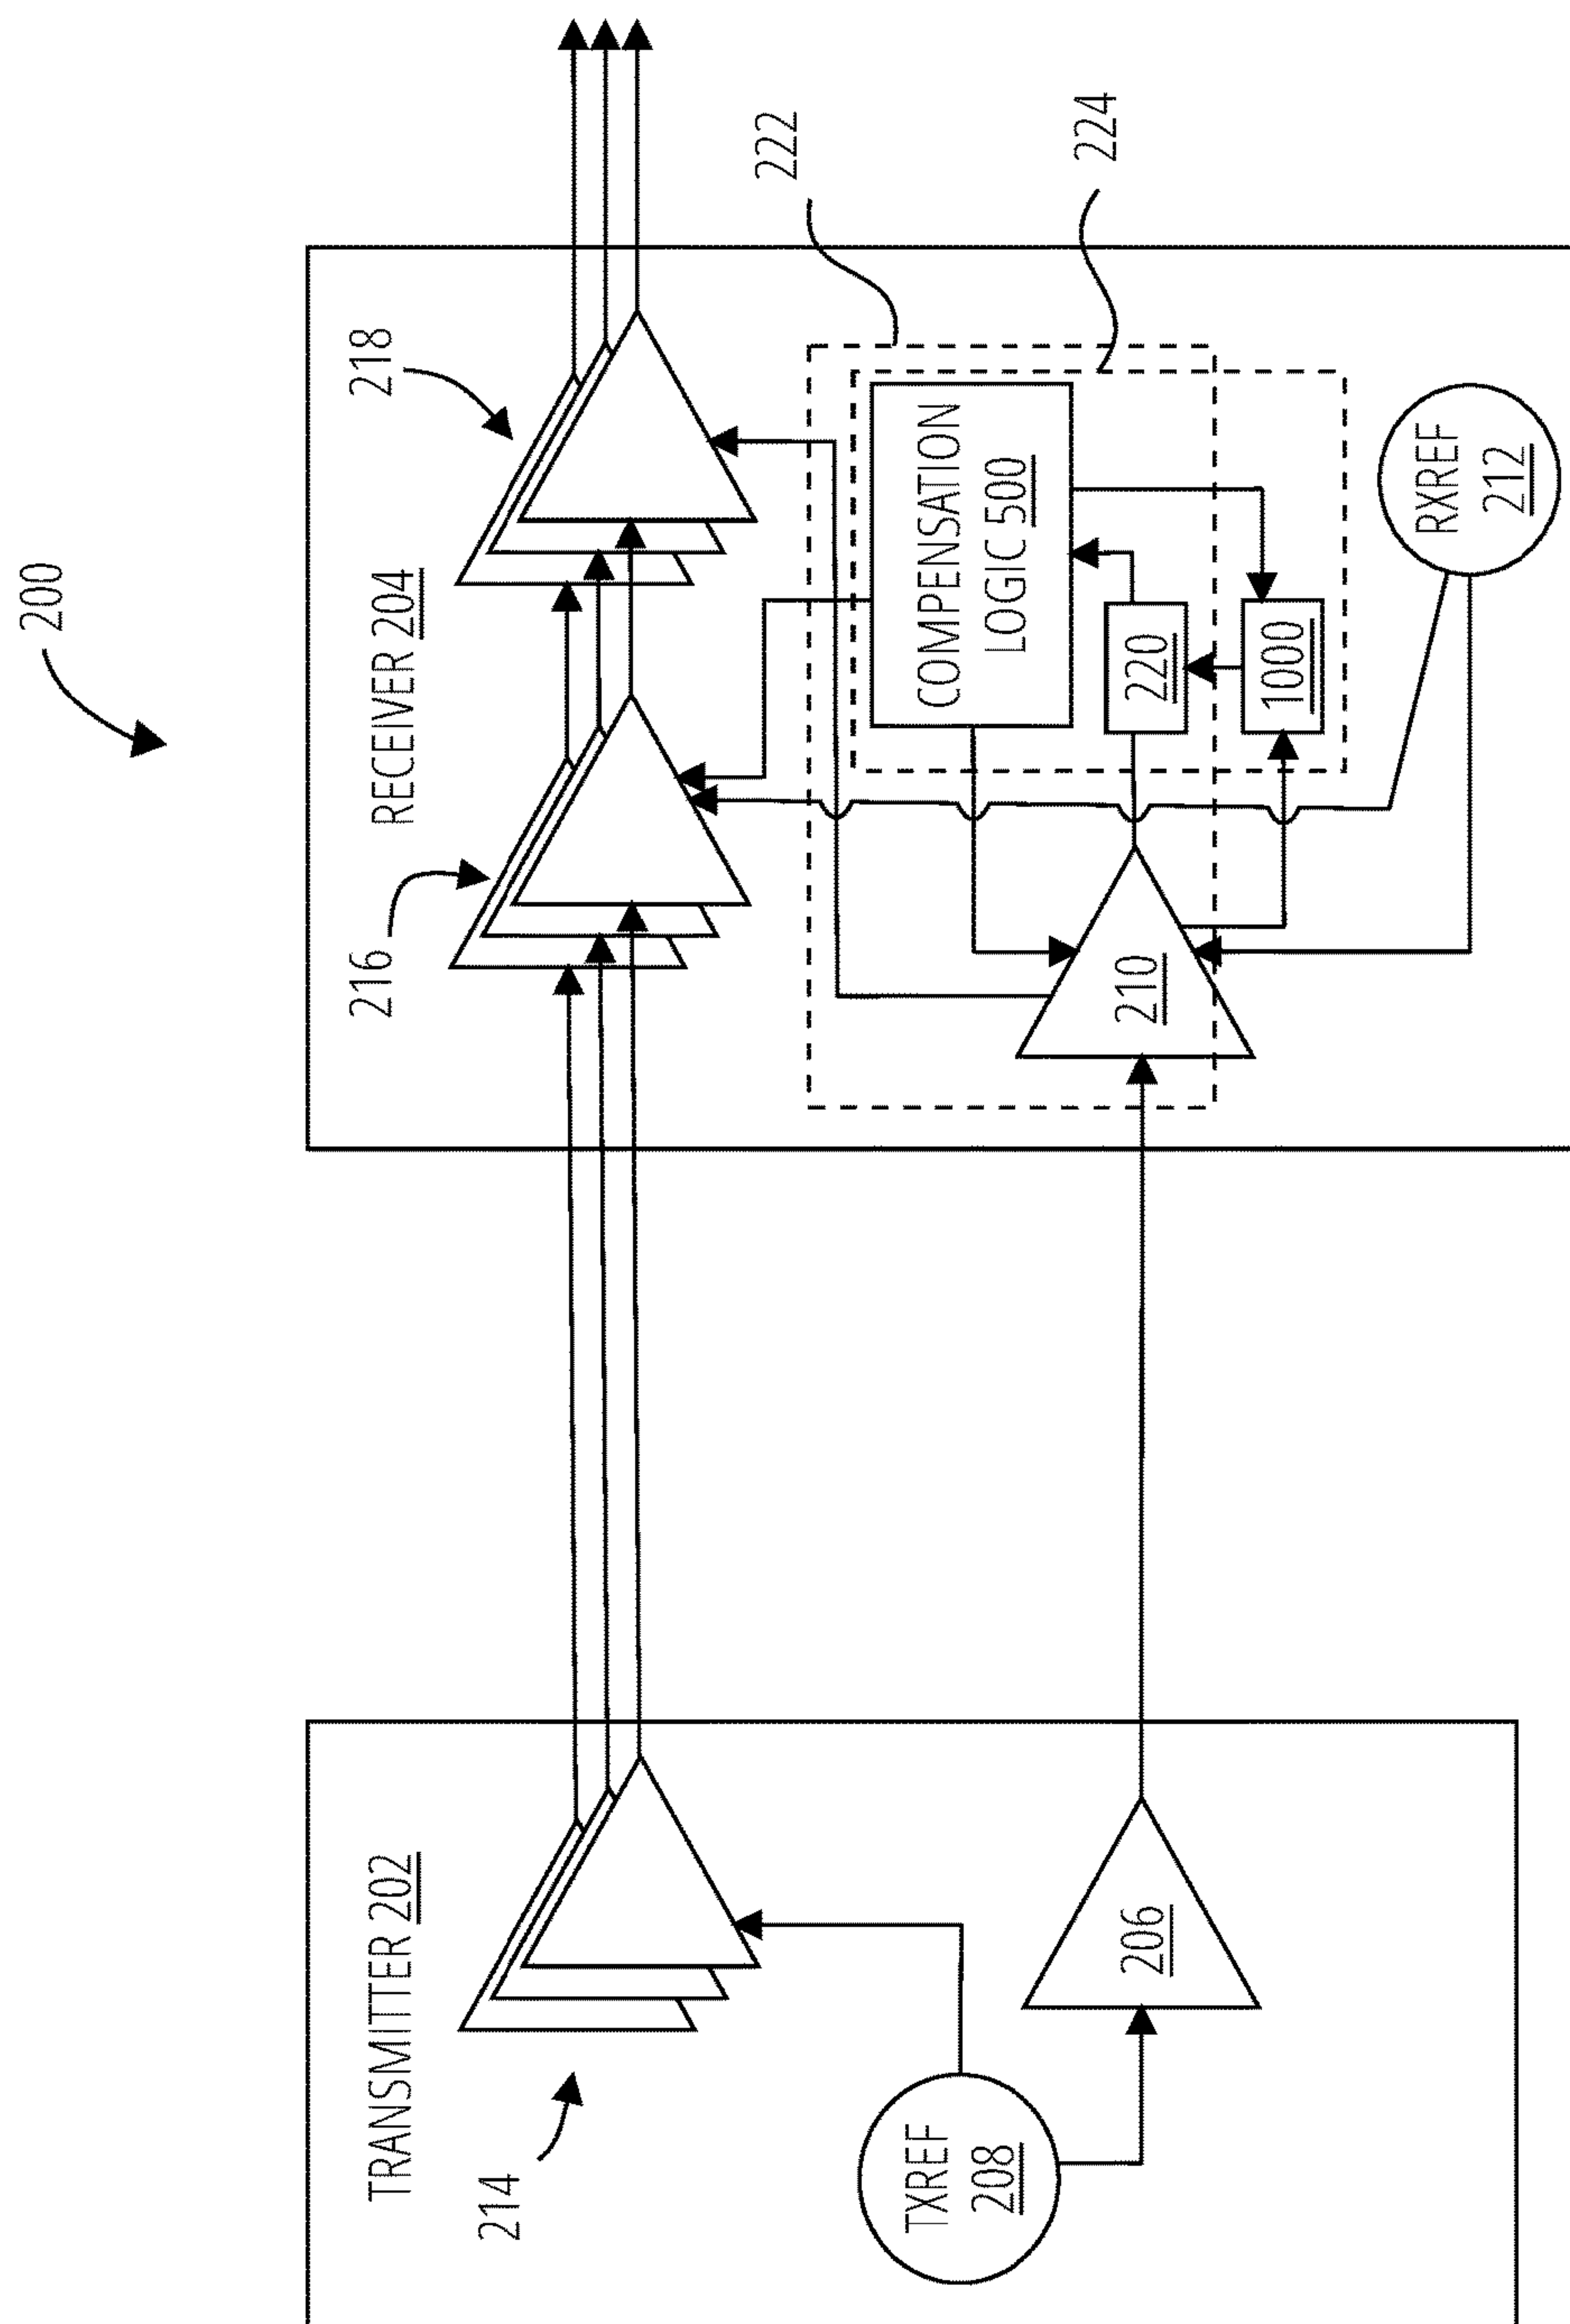 200
TRANSMITTER 202
214
TXREF
208
206
RECEIVER 204
216
218
210
COMPENSATION
LOGIC 500
220
1000
222
224
RXREF
212